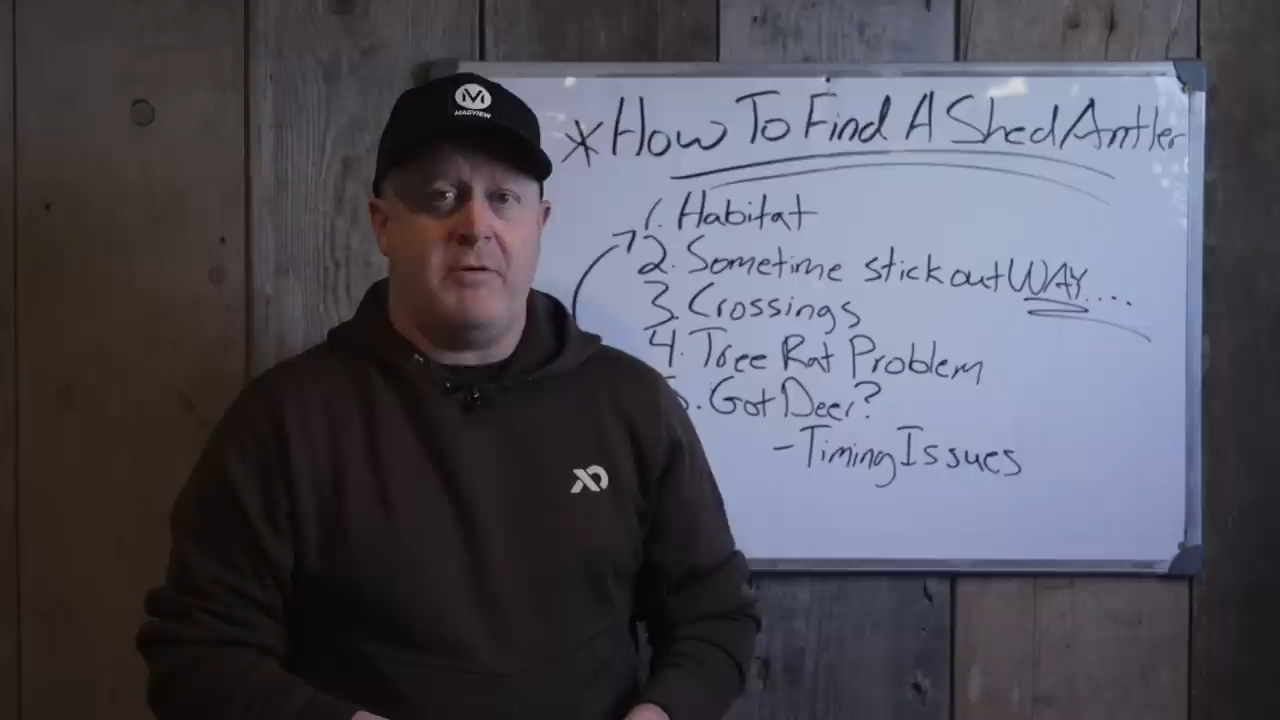 MAGVIEW
*How To Find A Shed Antler
1. Habitat
2. Sometime stick out WAY....
3. Crossings
4. Tree Rat Problem
5. Got Deer?
- Timing Issues